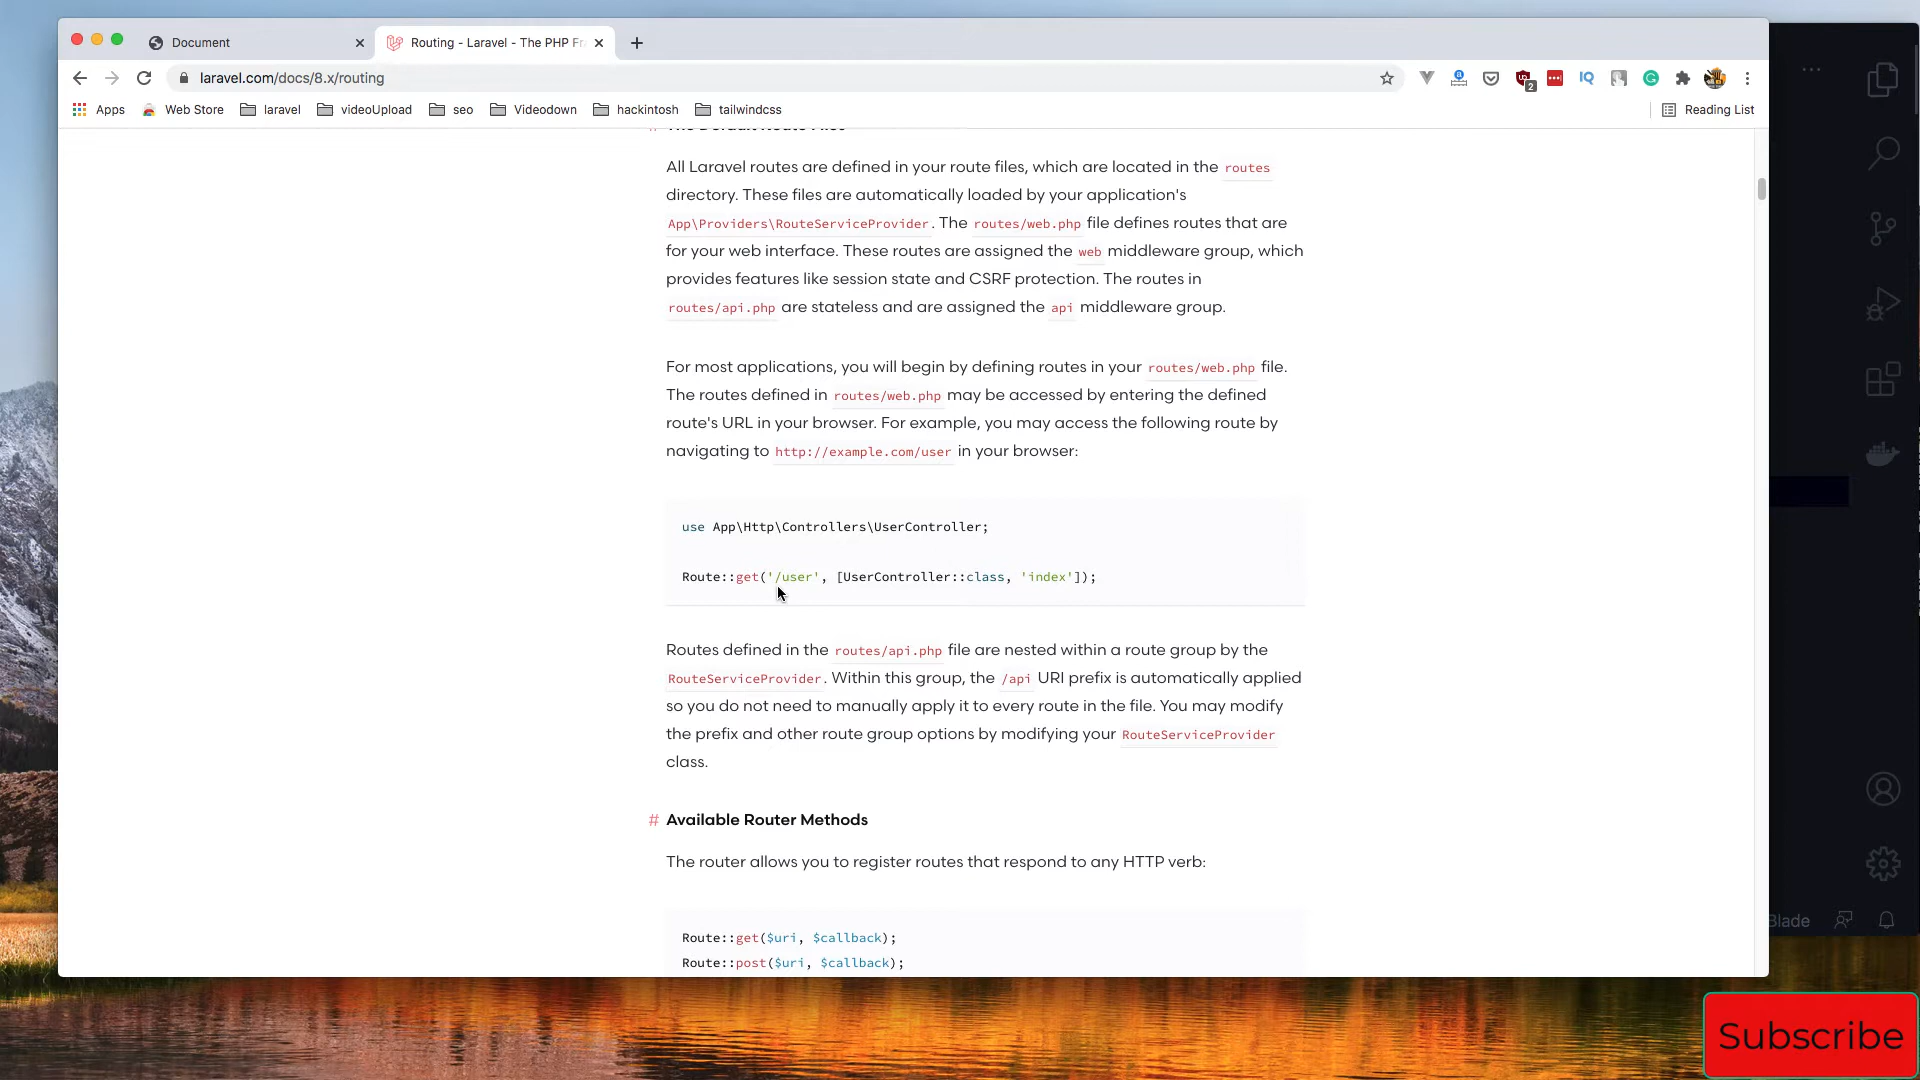 Document
Routing - Laravel - The PHP Fr
laravel.com/docs/8.x/routing
2
Apps Web Store laravel videoUpload seo Videodown hackintosh tailwindcss Reading List
# The Default Route Files
All Laravel routes are defined in your route files, which are located in the routes
directory. These files are automatically loaded by your application's
App\Providers\RouteServiceProvider. The routes/web.php file defines routes that are
for your web interface. These routes are assigned the web middleware group, which
provides features like session state and CSRF protection. The routes in
routes/api.php are stateless and are assigned the api middleware group.
For most applications, you will begin by defining routes in your routes/web.php file.
The routes defined in routes/web.php may be accessed by entering the defined
route's URL in your browser. For example, you may access the following route by
navigating to http://example.com/user in your browser:
use App\Http\Controllers\UserController;
Route::get('/user', [UserController::class, 'index']);
Routes defined in the routes/api.php file are nested within a route group by the
RouteServiceProvider. Within this group, the /api URI prefix is automatically applied
so you do not need to manually apply it to every route in the file. You may modify
the prefix and other route group options by modifying your RouteServiceProvider
class.
# Available Router Methods
The router allows you to register routes that respond to any HTTP verb:
Route::get($uri, $callback);
Route::post($uri, $callback);
Blade
Subscribe